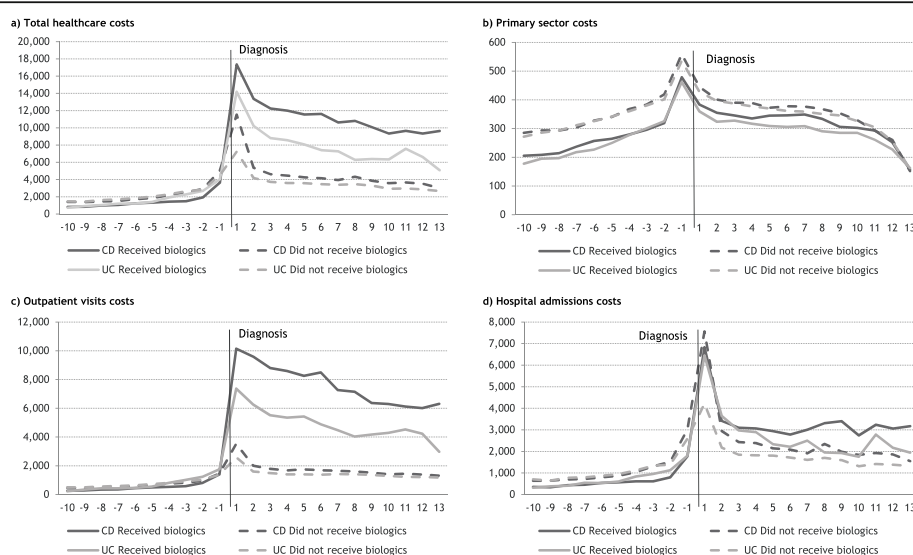 a) Total healthcare costs
20,000
18,000
16,000
14,000
12,000
10,000
8,000
6,000
4,000
2,000
0
Diagnosis
-10 -9 -8 -7 -6 -5 -4 -3 -2 -1 1 2 3 4 5 6 7 8 9 10 11 12 13
CD Received biologics CD Did not receive biologics
UC Received biologics UC Did not receive biologics
b) Primary sector costs
600
500
400
300
200
100
0
Diagnosis
-10 -9 -8 -7 -6 -5 -4 -3 -2 -1 1 2 3 4 5 6 7 8 9 10 11 12 13
CD Received biologics CD Did not receive biologics
UC Received biologics UC Did not receive biologics
c) Outpatient visits costs
12,000
10,000
8,000
6,000
4,000
2,000
0
Diagnosis
-10 -9 -8 -7 -6 -5 -4 -3 -2 -1 1 2 3 4 5 6 7 8 9 10 11 12 13
CD Received biologics CD Did not receive biologics
UC Received biologics UC Did not receive biologics
d) Hospital admissions costs
8,000
7,000
6,000
5,000
4,000
3,000
2,000
1,000
0
Diagnosis
-10 -9 -8 -7 -6 -5 -4 -3 -2 -1 1 2 3 4 5 6 7 8 9 10 11 12 13
CD Received biologics CD Did not receive biologics
UC Received biologics UC Did not receive biologics